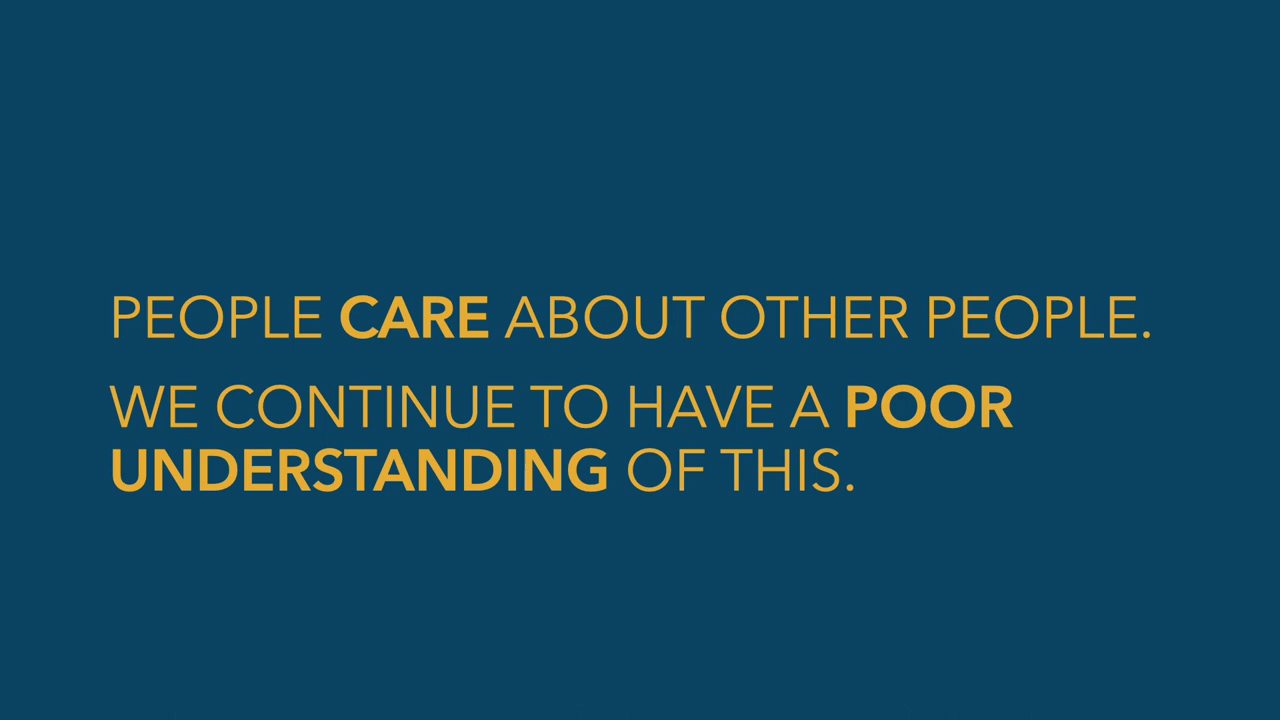 PEOPLE CARE ABOUT OTHER PEOPLE.
WE CONTINUE TO HAVE A POOR
UNDERSTANDING OF THIS.